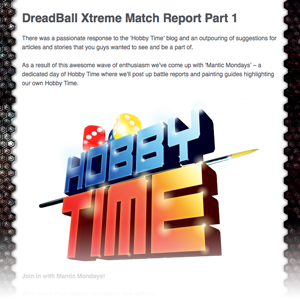 DreadBall Xtreme Match Report Part 1
There was a passionate response to the 'Hobby Time' blog and an outpouring of suggestions for
articles and stories that you guys wanted to see and be a part of.
As a result of this awesome wave of enthusiasm we've come up with 'Mantic Mondays' – a
dedicated day of Hobby Time where we'll post up battle reports and painting guides highlighting
our own Hobby Time.
HOBBY
TIME
Join in with Mantic Mondays!